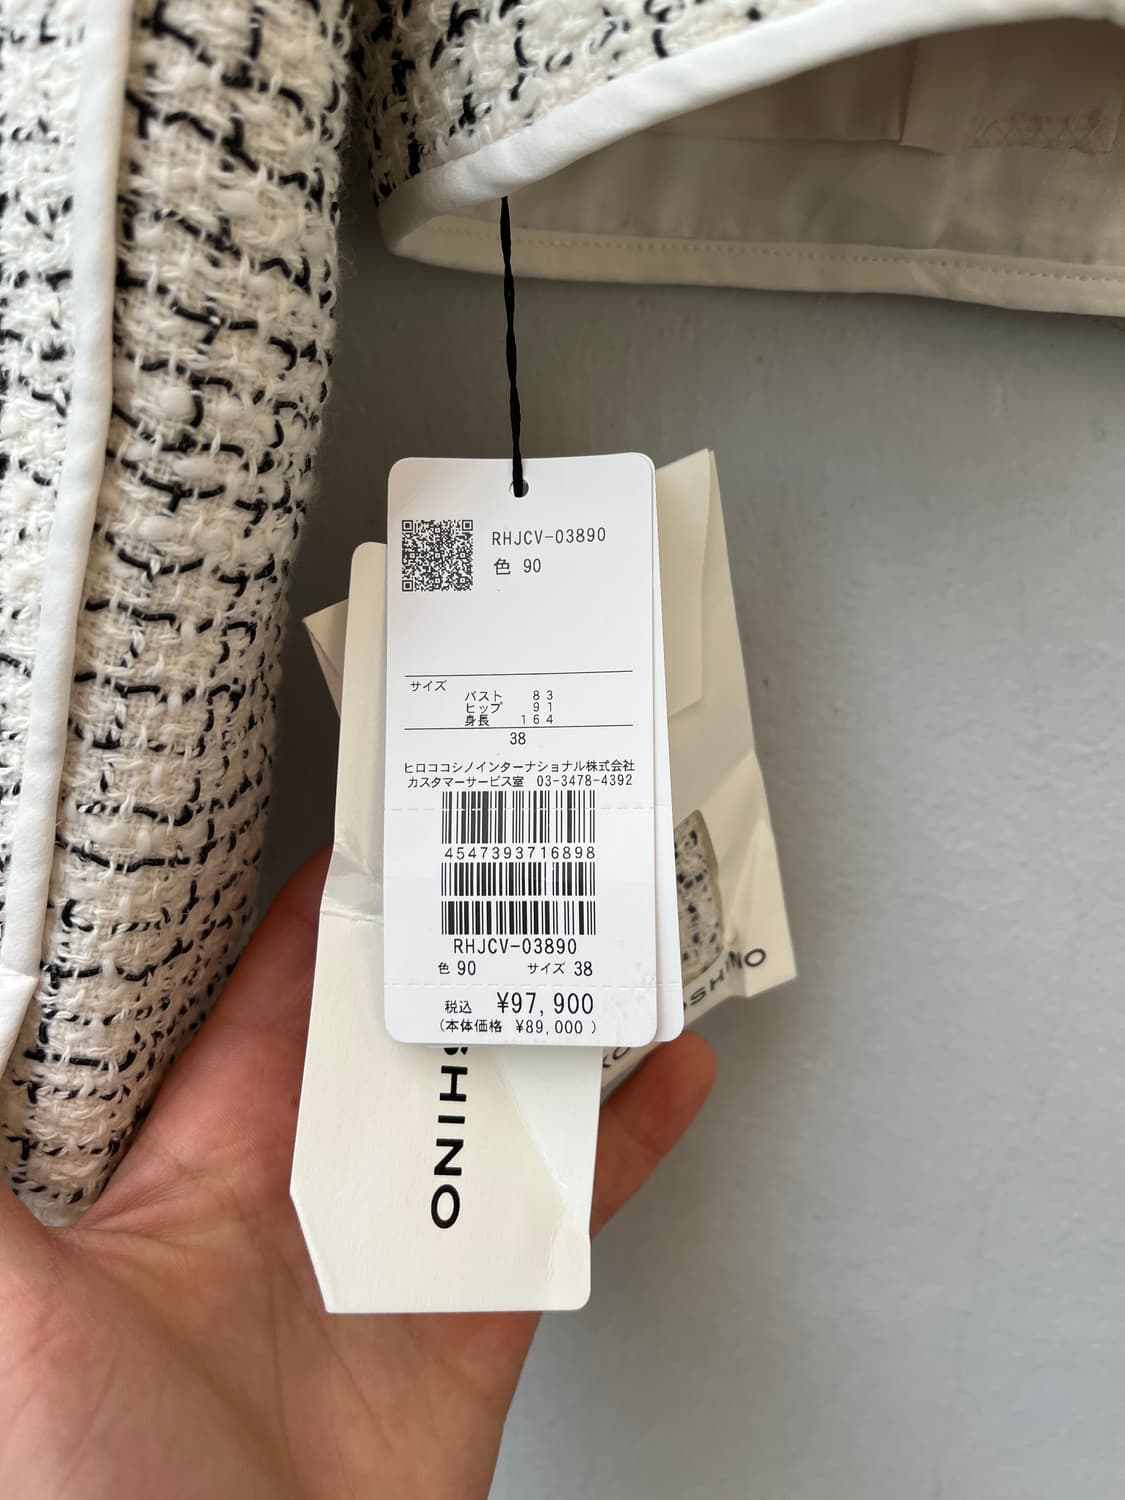 RHJCV-03890
色 90
サイズ
バスト 83
ヒップ 91
身長 164
38
ヒロココシノインターナショナル株式会社
カスタマーサービス室 03-3478-4392
4547393716898
RHJCV-03890
色 90 サイズ 38
税込 ¥97,900
(本体価格 ¥89,000 )
SHINO
OSHINO
KO